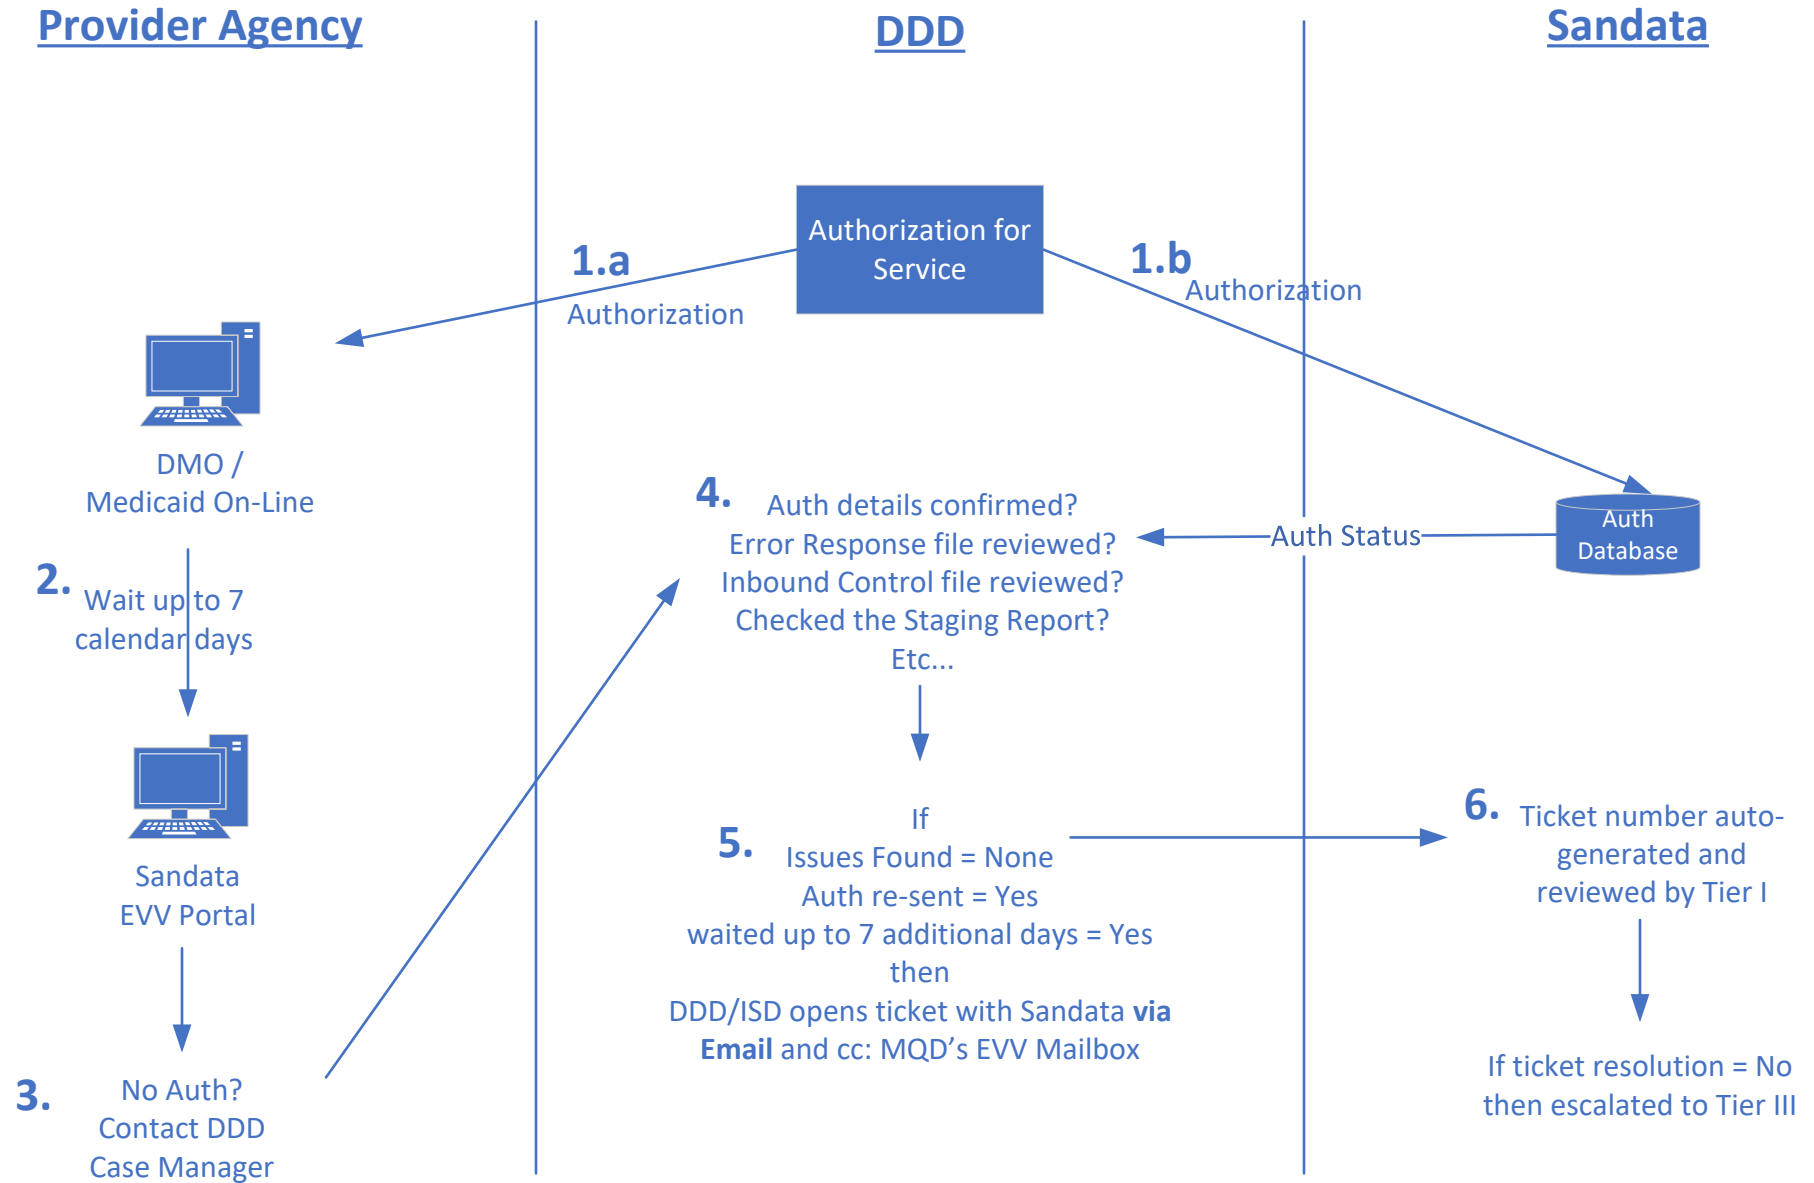 Provider Agency
DDD
Sandata
Authorization for
Service
1.a
Authorization
1.b
Authorization
DMO /
Medicaid On-Line
2.
Wait up to 7
calendar days
Sandata
EVV Portal
3.
No Auth?
Contact DDD
Case Manager
4.
Auth details confirmed?
Error Response file reviewed?
Inbound Control file reviewed?
Checked the Staging Report?
Etc...
Auth Status
Auth
Database
5.
If
Issues Found = None
Auth re-sent = Yes
waited up to 7 additional days = Yes
then
DDD/ISD opens ticket with Sandata via
Email and cc: MQD’s EVV Mailbox
6.
Ticket number auto-
generated and
reviewed by Tier I
If ticket resolution = No
then escalated to Tier III